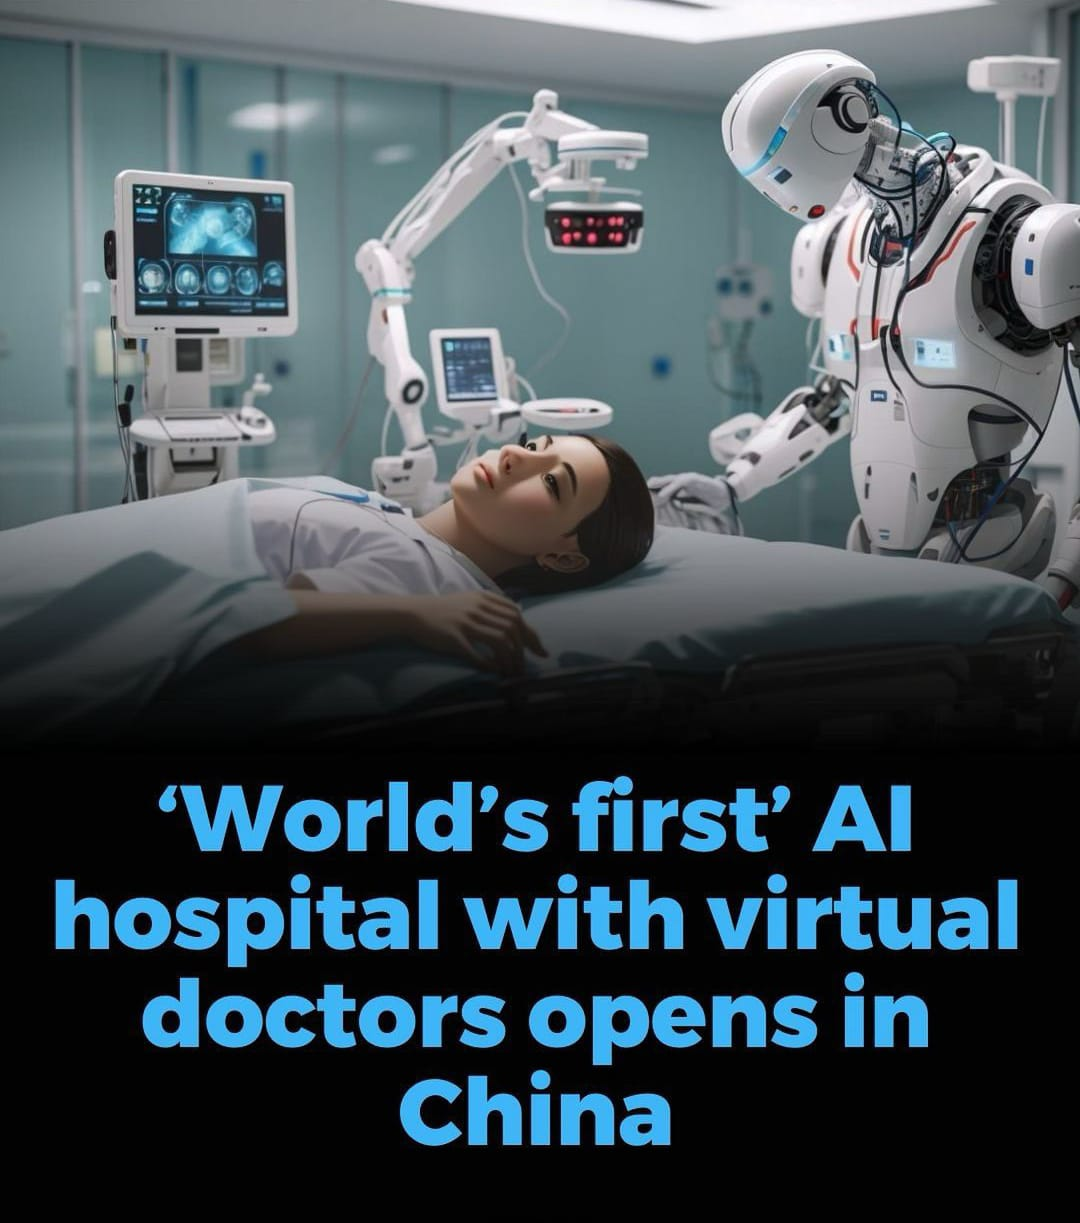 ‘World’s first’ AI
hospital with virtual
doctors opens in
China